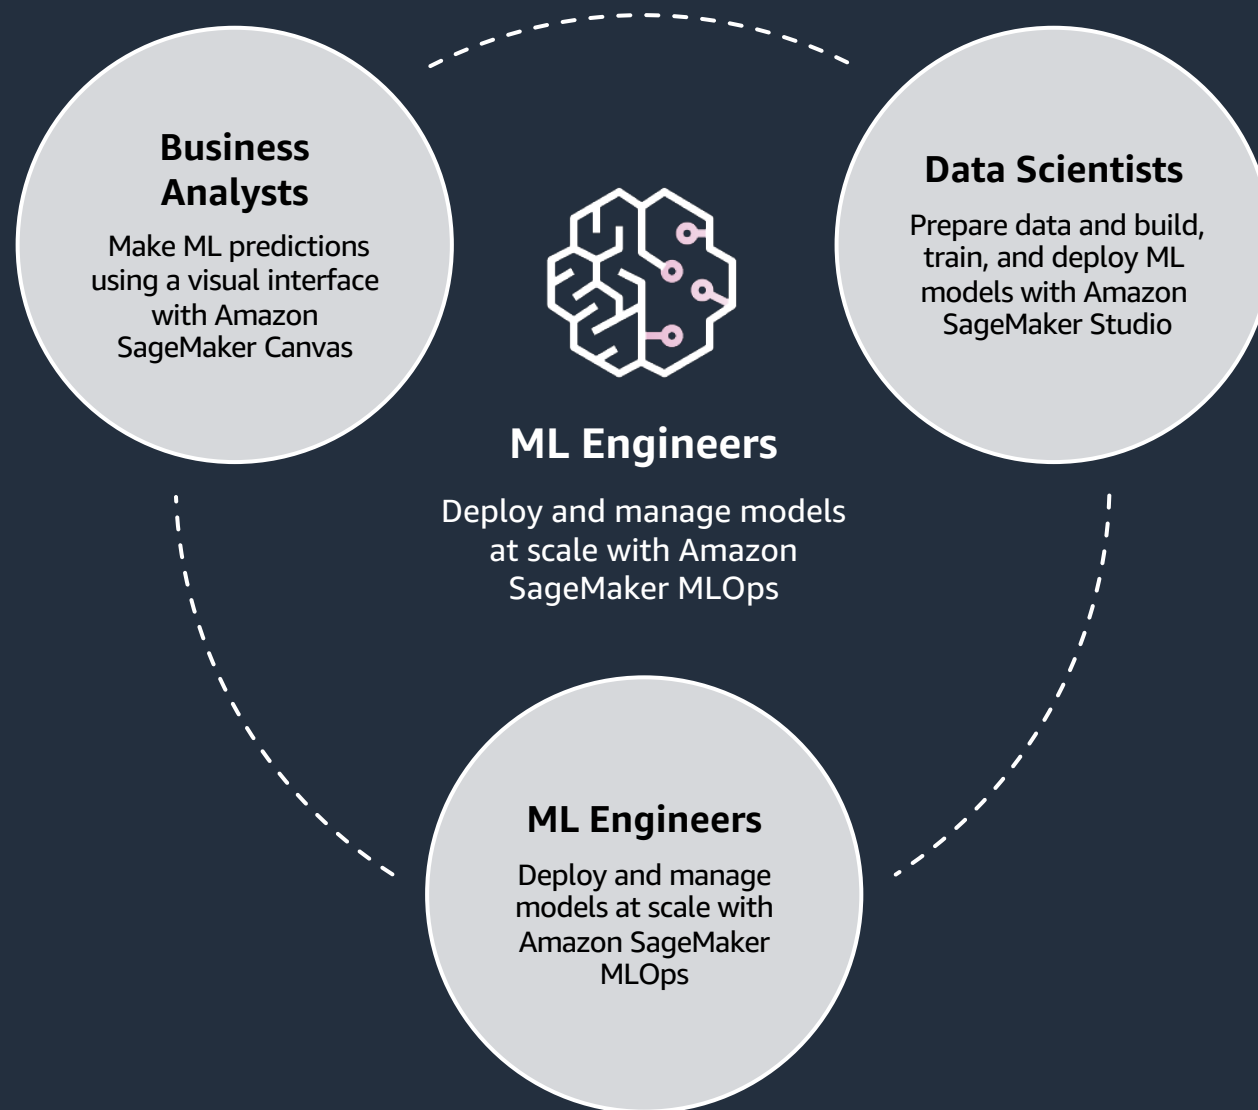 Business
Analysts
Make ML predictions
using a visual interface
with Amazon
SageMaker Canvas
Data Scientists
Prepare data and build,
train, and deploy ML
models with Amazon
SageMaker Studio
ML Engineers
Deploy and manage models
at scale with Amazon
SageMaker MLOps
ML Engineers
Deploy and manage
models at scale with
Amazon SageMaker
MLOps